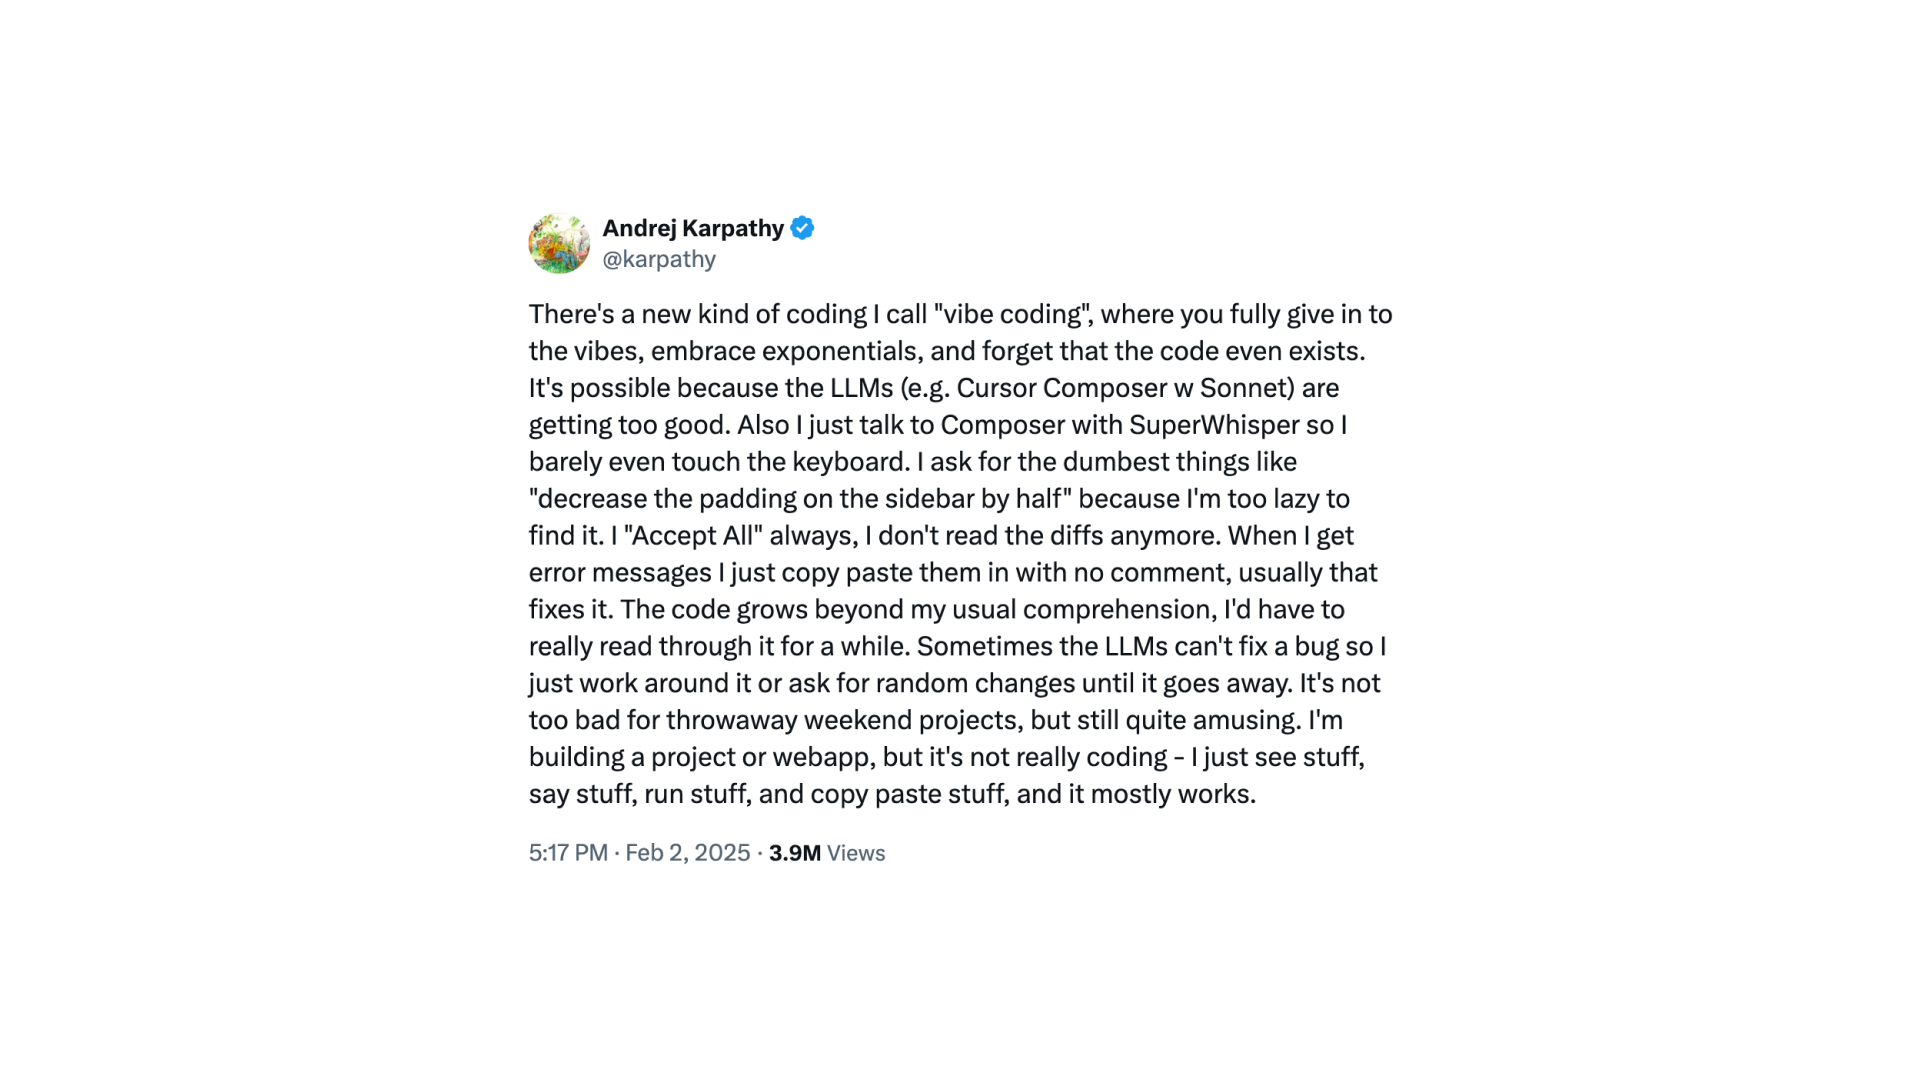 Andrej Karpathy
@karpathy
There's a new kind of coding I call "vibe coding", where you fully give in to
the vibes, embrace exponentials, and forget that the code even exists.
It's possible because the LLMs (e.g. Cursor Composer w Sonnet) are
getting too good. Also I just talk to Composer with SuperWhisper so I
barely even touch the keyboard. I ask for the dumbest things like
"decrease the padding on the sidebar by half" because I'm too lazy to
find it. I "Accept All" always, I don't read the diffs anymore. When I get
error messages I just copy paste them in with no comment, usually that
fixes it. The code grows beyond my usual comprehension, I'd have to
really read through it for a while. Sometimes the LLMs can't fix a bug so I
just work around it or ask for random changes until it goes away. It's not
too bad for throwaway weekend projects, but still quite amusing. I'm
building a project or webapp, but it's not really coding - I just see stuff,
say stuff, run stuff, and copy paste stuff, and it mostly works.
5:17 PM · Feb 2, 2025 · 3.9M Views